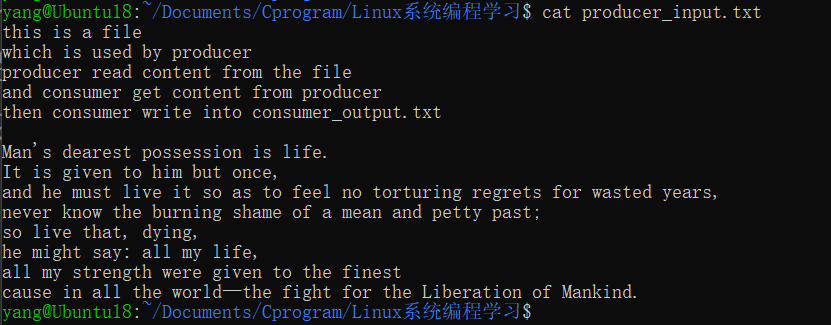 yang@Ubuntu18:~/Documents/Cprogram/Linux系统编程学习$ cat producer_input.txt
this is a file
which is used by producer
producer read content from the file
and consumer get content from producer
then consumer write into consumer_output.txt

Man's dearest possession is life.
It is given to him but once,
and he must live it so as to feel no torturing regrets for wasted years,
never know the burning shame of a mean and petty past;
so live that, dying,
he might say: all my life,
all my strength were given to the finest
cause in all the world—the fight for the Liberation of Mankind.
yang@Ubuntu18:~/Documents/Cprogram/Linux系统编程学习$